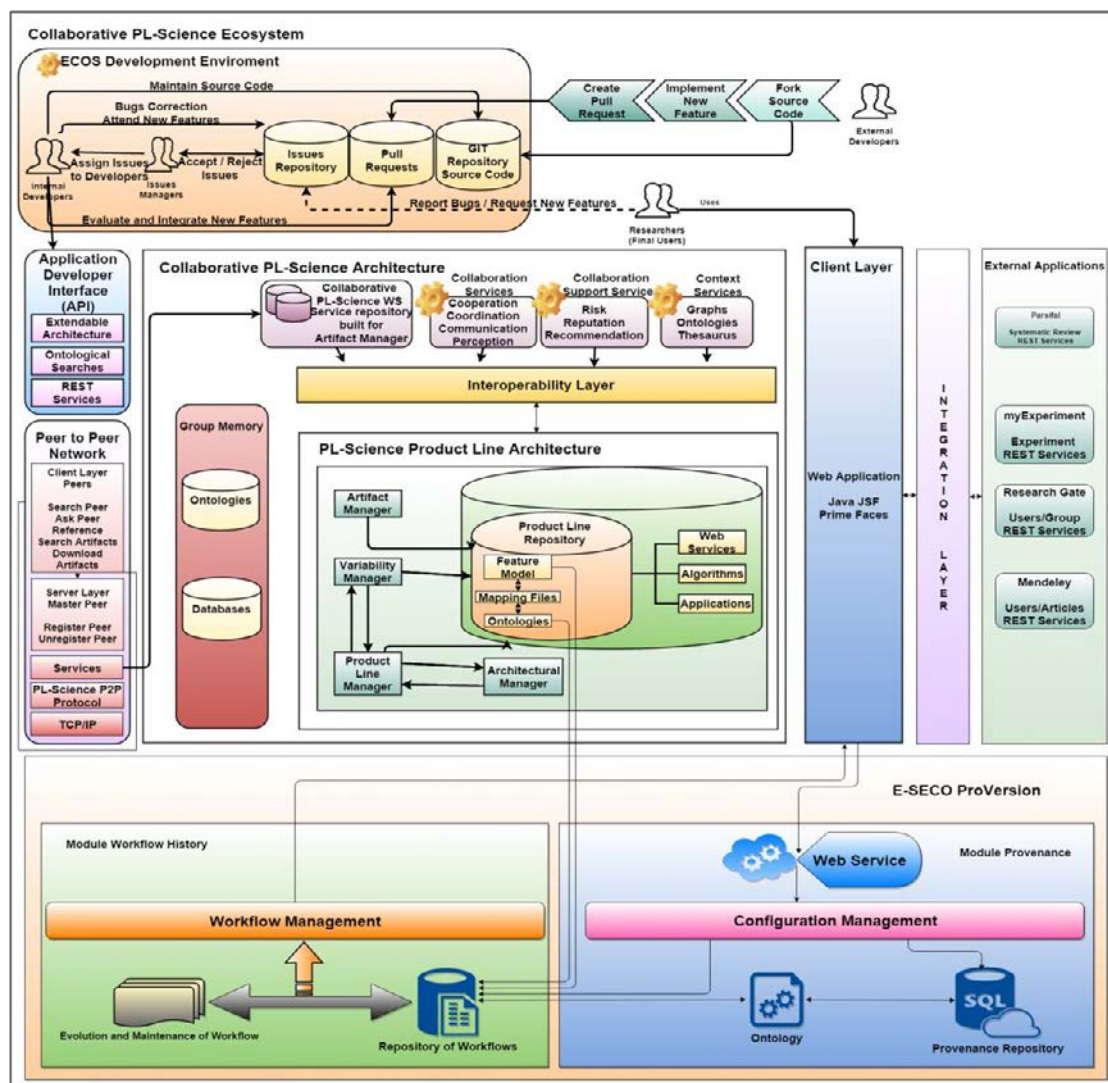 Collaborative PL-Science Ecosystem
ECOS Development Enviroment
Maintain Source Code
Bugs Correction
Attend New Features
Assign Issues
to Developers
Accept / Reject
Issues
Internal
Developers
Issues
Managers
Evaluate and Integrate New Features
Issues
Repository
Pull
Requests
GIT
Repository
Source Code
Create
Pull
Request
Implement
New
Feature
Fork
Source
Code
External
Developers
Report Bugs / Request New Features
Researchers
(Final Users)
Uses
Application
Developer
Interface
(API)
Extendable
Architecture
Ontological
Searches
REST
Services
Peer to Peer
Network
Client Layer
Peers
Search Peer
Ask Peer
Reference
Search Artifacts
Download
Artifacts
Server Layer
Master Peer
Register Peer
Unregister Peer
Services
PL-Science P2P
Protocol
TCP/IP
Collaborative PL-Science Architecture
Collaborative
PL-Science WS
Service repository
built for
Artifact Manager
Collaboration
Services
Cooperation
Coordination
Communication
Perception
Collaboration
Support Service
Risk
Reputation
Recommendation
Context
Services
Graphs
Ontologies
Thesaurus
Interoperability Layer
Group Memory
Ontologies
Databases
PL-Science Product Line Architecture
Artifact
Manager
Variability
Manager
Product
Line
Manager
Architectural
Manager
Product Line
Repository
Feature
Model
Mapping Files
Ontologies
Web
Services
Algorithms
Applications
Client Layer
Web Application
Java JSF
Prime Faces
INTEGRATION
LAYER
External Applications
Parsifal
Systematic Review
REST Services
myExperiment
Experiment
REST Services
Research Gate
Users/Group
REST Services
Mendeley
Users/Articles
REST Services
E-SECO ProVersion
Module Workflow History
Workflow Management
Evolution and Maintenance of Workflow
Repository of Workflows
Web Service
Module Provenance
Configuration Management
Ontology
SQL
Provenance Repository